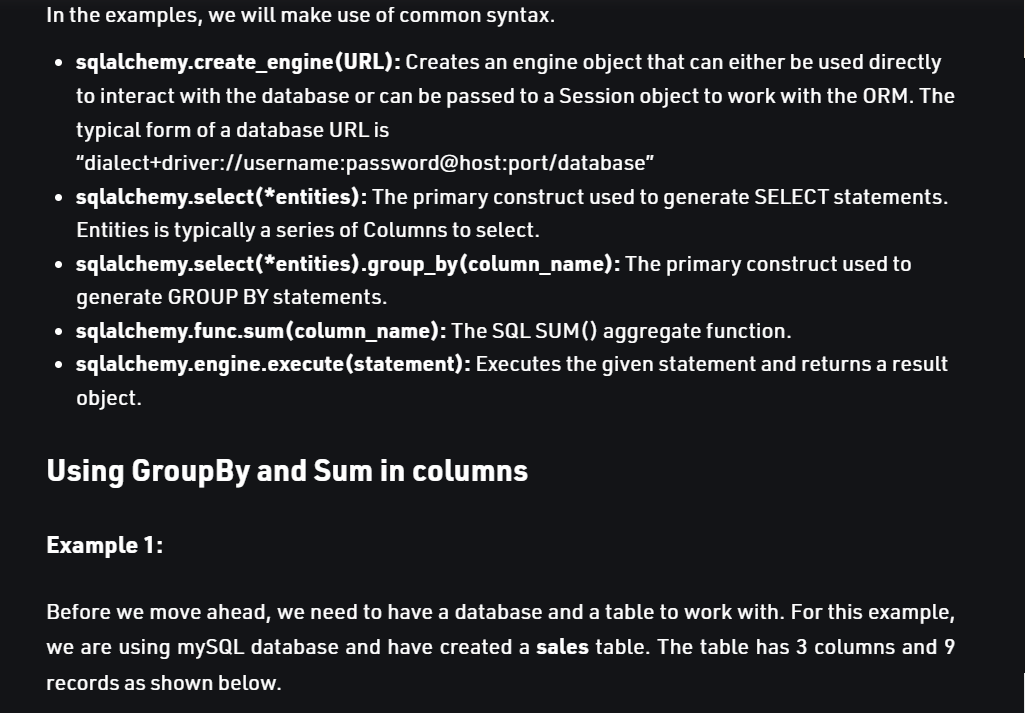 In the examples, we will make use of common syntax.
• sqlalchemy.create_engine(URL): Creates an engine object that can either be used directly
to interact with the database or can be passed to a Session object to work with the ORM. The
typical form of a database URL is
“dialect+driver://username:password@host:port/database”
• sqlalchemy.select(*entities): The primary construct used to generate SELECT statements.
Entities is typically a series of Columns to select.
• sqlalchemy.select(*entities).group_by(column_name): The primary construct used to
generate GROUP BY statements.
• sqlalchemy.func.sum(column_name): The SQL SUM() aggregate function.
• sqlalchemy.engine.execute(statement): Executes the given statement and returns a result
object.
Using GroupBy and Sum in columns
Example 1:
Before we move ahead, we need to have a database and a table to work with. For this example,
we are using mySQL database and have created a sales table. The table has 3 columns and 9
records as shown below.